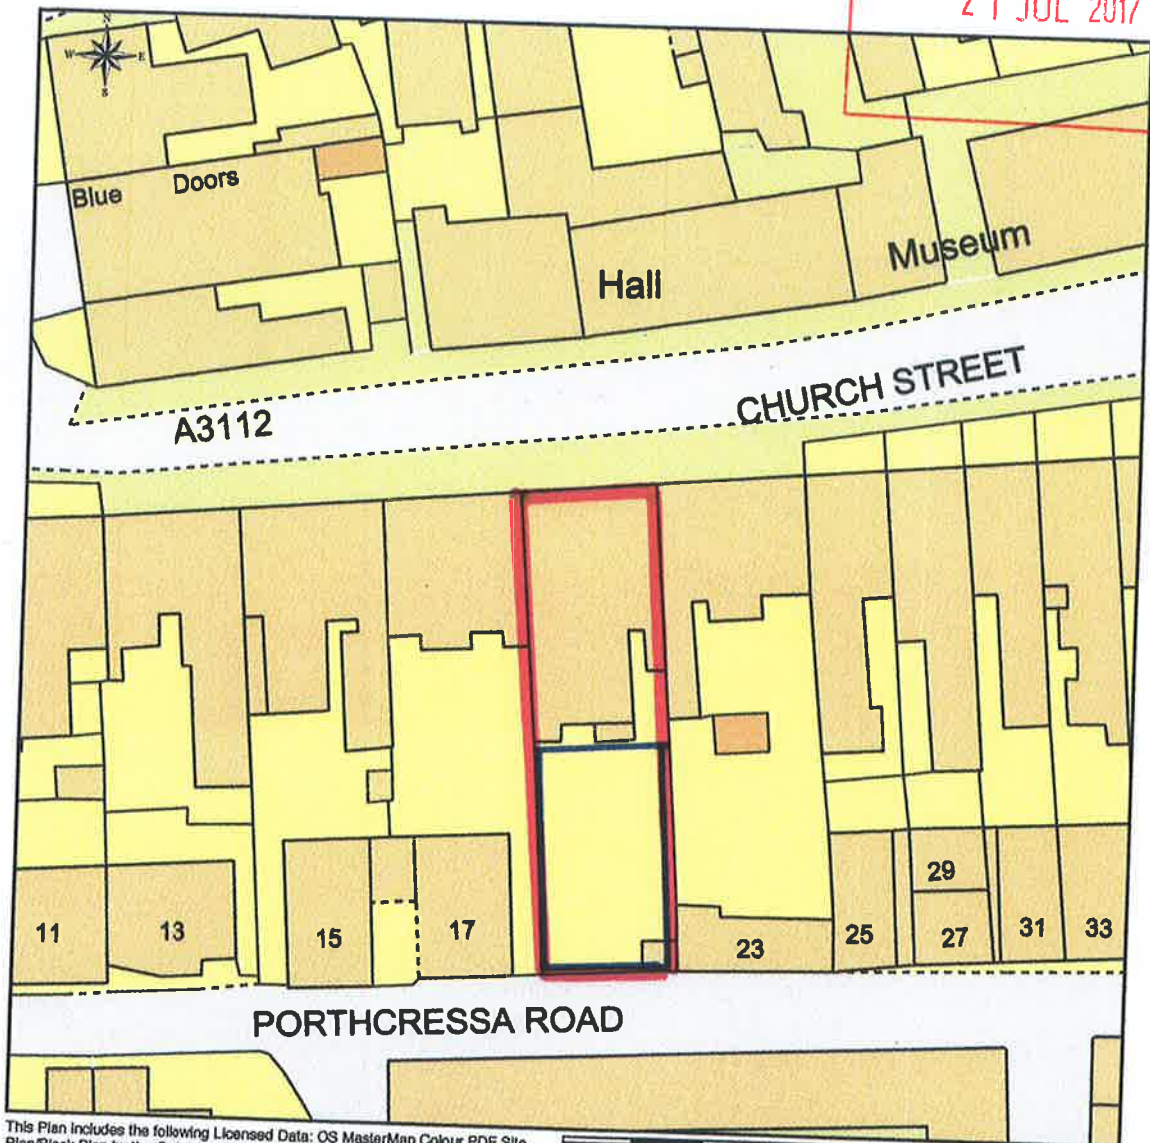 21 JUL 2017
N
W E
S
Blue Doors
Hall
Museum
A3112
CHURCH STREET
11
13
15
17
23
25
29
27
31
33
PORTHCRESSA ROAD
This Plan includes the following Licensed Data: OS MasterMap Colour PDF Site